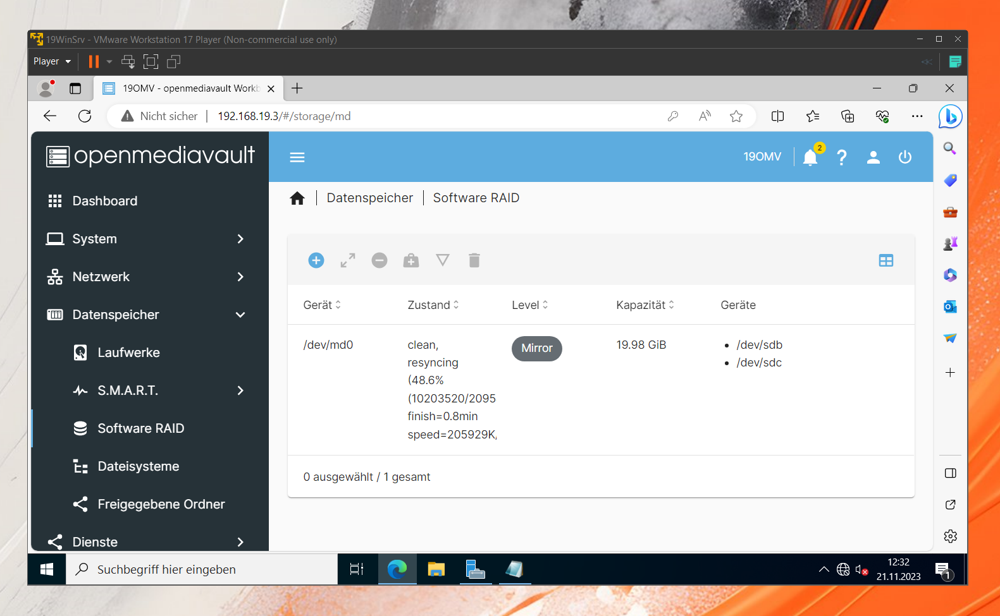 19WinSrv - VMware Workstation 17 Player (Non-commercial use only)
Player
19OMV - openmediavault Workb
Nicht sicher
192.168.19.3/#/storage/md
openmediavault
19OMV
2
?
Datenspeicher
Software RAID
Dashboard
System
Netzwerk
Datenspeicher
Laufwerke
S.M.A.R.T.
Software RAID
Dateisysteme
Freigegebene Ordner
Dienste
Gerät
Zustand
Level
Kapazität
Geräte
/dev/md0
clean,
resyncing
(48.6%
(10203520/2095
finish=0.8min
speed=205929K/
Mirror
19.98 GiB
/dev/sdb
/dev/sdc
0 ausgewählt / 1 gesamt
Suchbegriff hier eingeben
12:32
21.11.2023
1